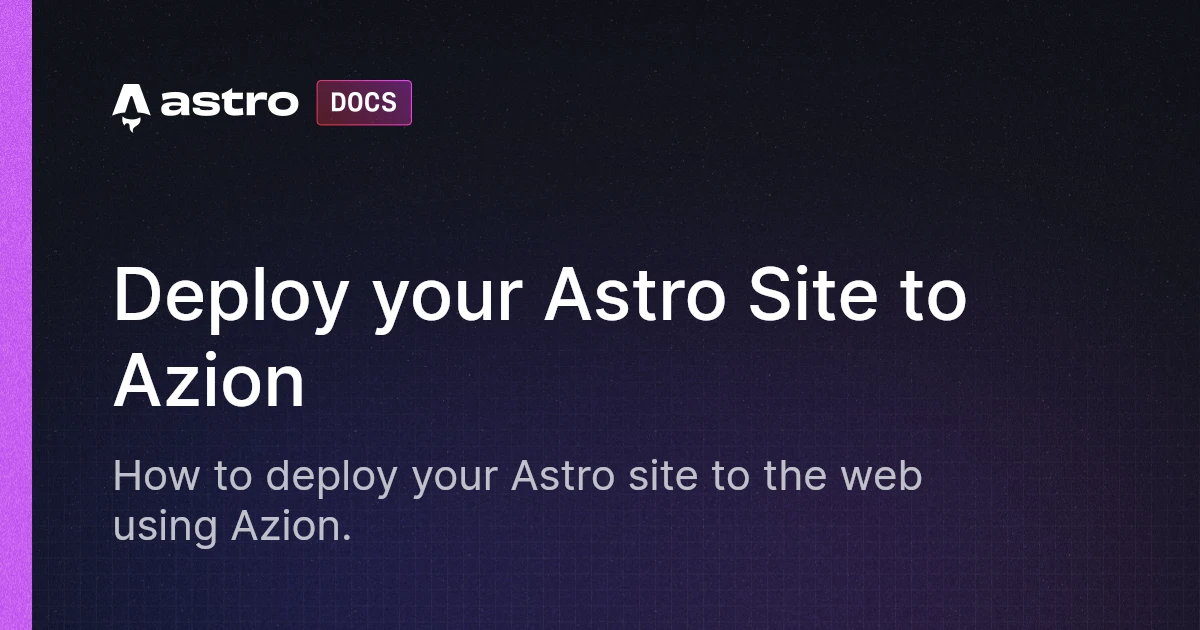 astro DOCS
Deploy your Astro Site to
Azion
How to deploy your Astro site to the web
using Azion.